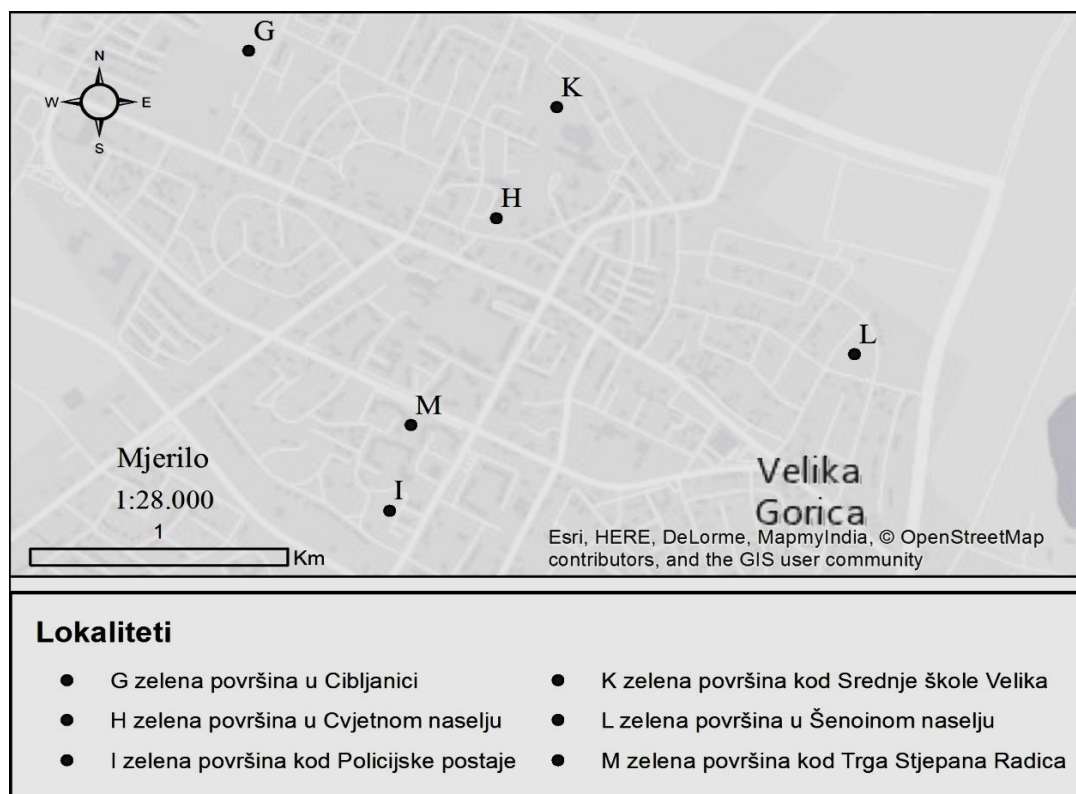 G
N
W E
S
K
H
L
M
Mjerilo
1:28.000
1
Km
I
Velika
Gorica
Esri, HERE, DeLorme, MapmyIndia, © OpenStreetMap
contributors, and the GIS user community
Lokaliteti
G zelena površina u Cibljanici
H zelena površina u Cvjetnom naselju
I zelena površina kod Policijske postaje
K zelena površina kod Srednje škole Velika
L zelena površina u Šenoinom naselju
M zelena površina kod Trga Stjepana Radica